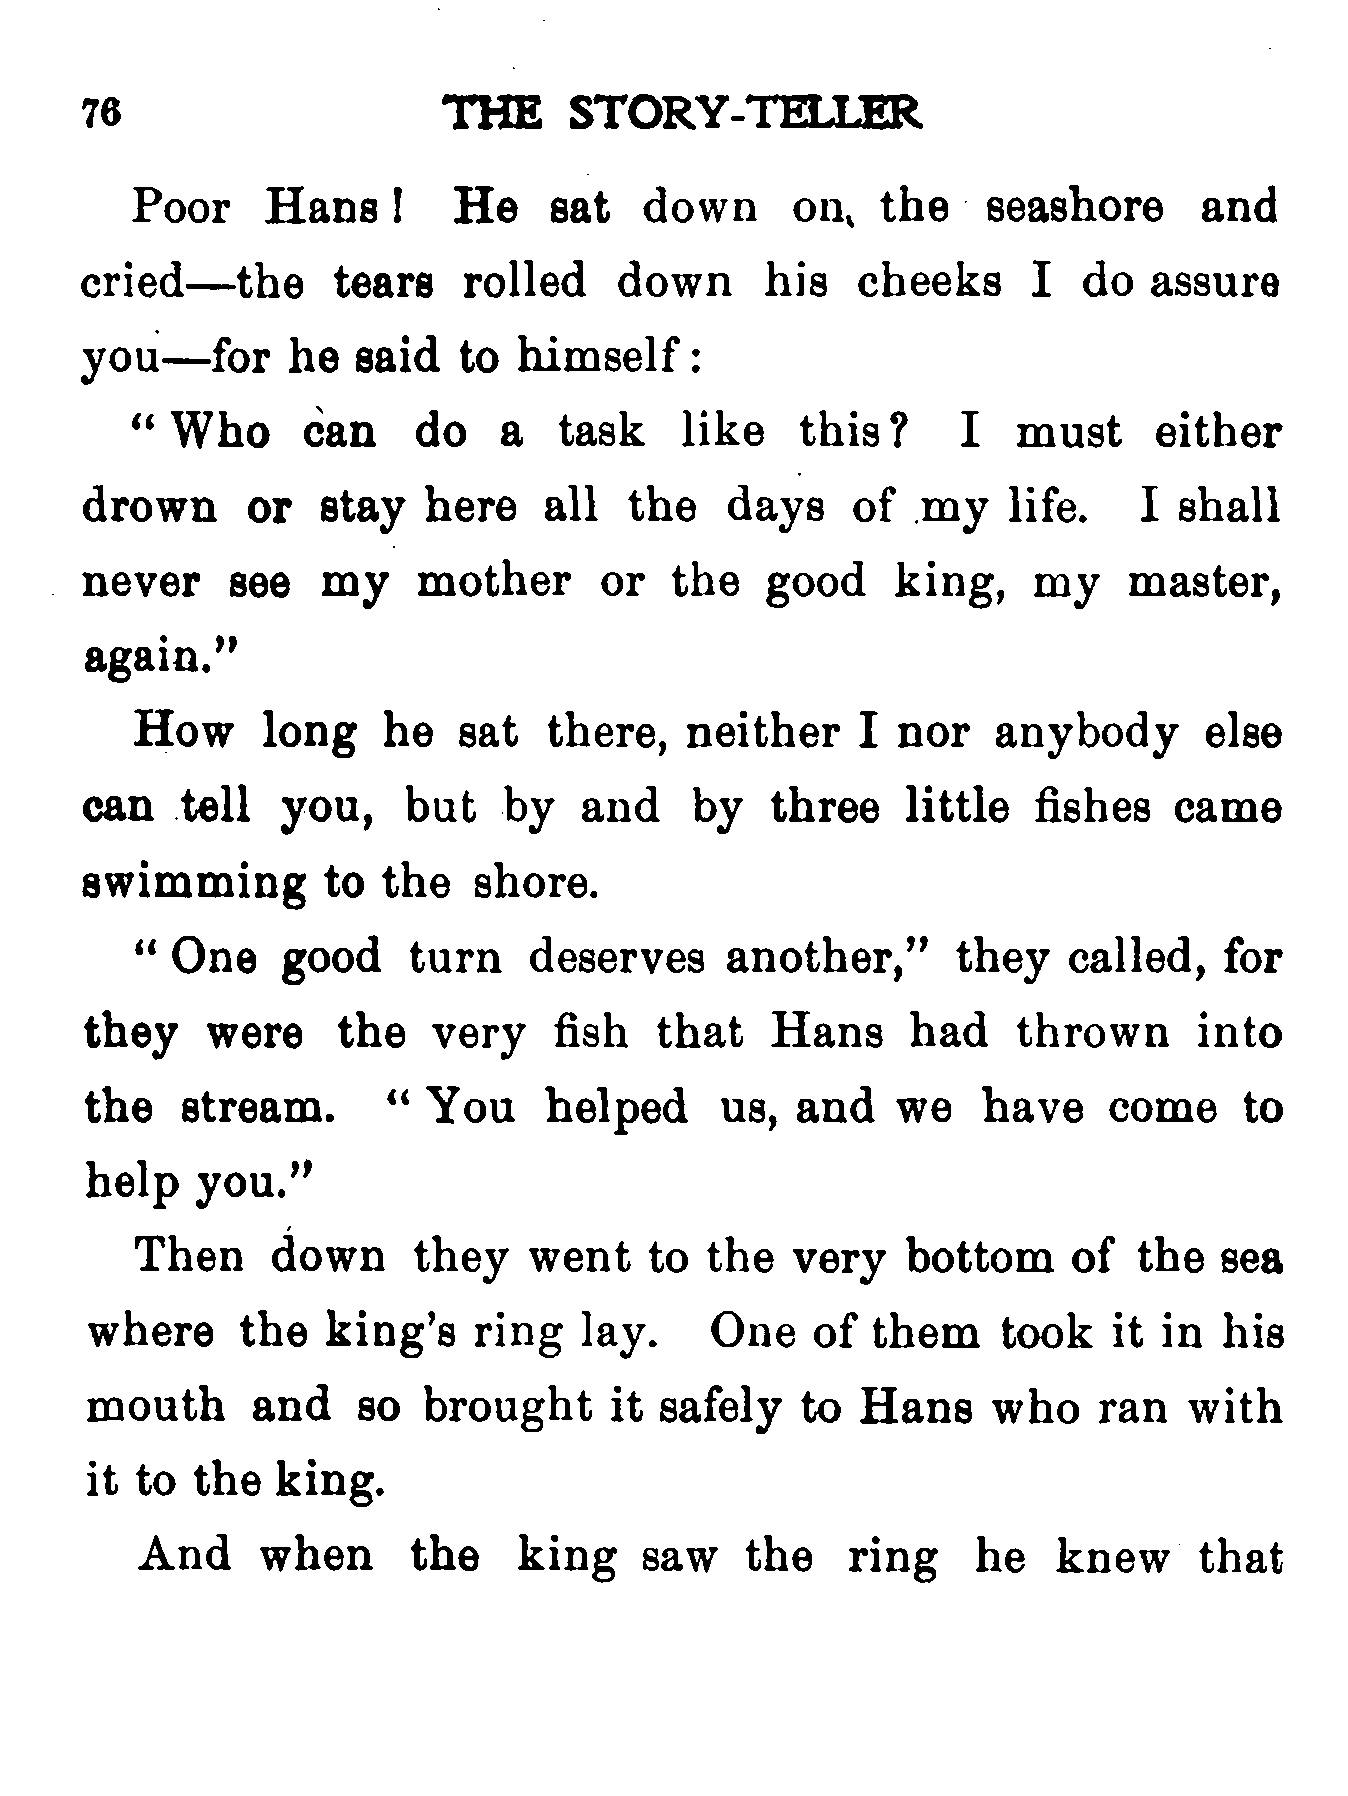 76 THE STORY-TELLER
Poor Hans! He sat down on the seashore and
cried—the tears rolled down his cheeks I do assure
you—for he said to himself:
“Who can do a task like this? I must either
drown or stay here all the days of my life. I shall
never see my mother or the good king, my master,
again.”
How long he sat there, neither I nor anybody else
can tell you, but by and by three little fishes came
swimming to the shore.
“One good turn deserves another,” they called, for
they were the very fish that Hans had thrown into
the stream. “You helped us, and we have come to
help you.”
Then down they went to the very bottom of the sea
where the king’s ring lay. One of them took it in his
mouth and so brought it safely to Hans who ran with
it to the king.
And when the king saw the ring he knew that